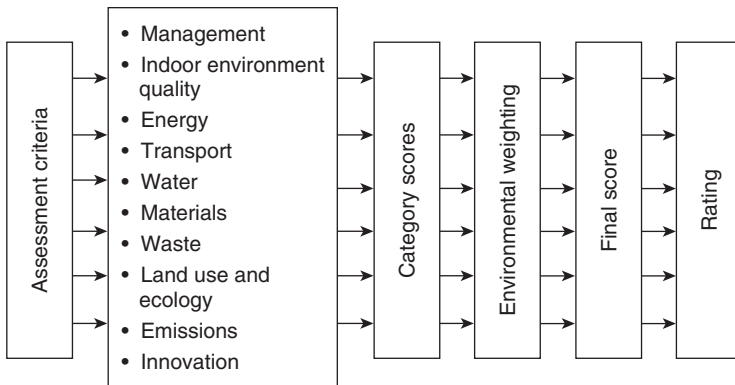 Assessment criteria
• Management
• Indoor environment
quality
• Energy
• Transport
• Water
• Materials
• Waste
• Land use and
ecology
• Emissions
• Innovation
Category scores
Environmental weighting
Final score
Rating